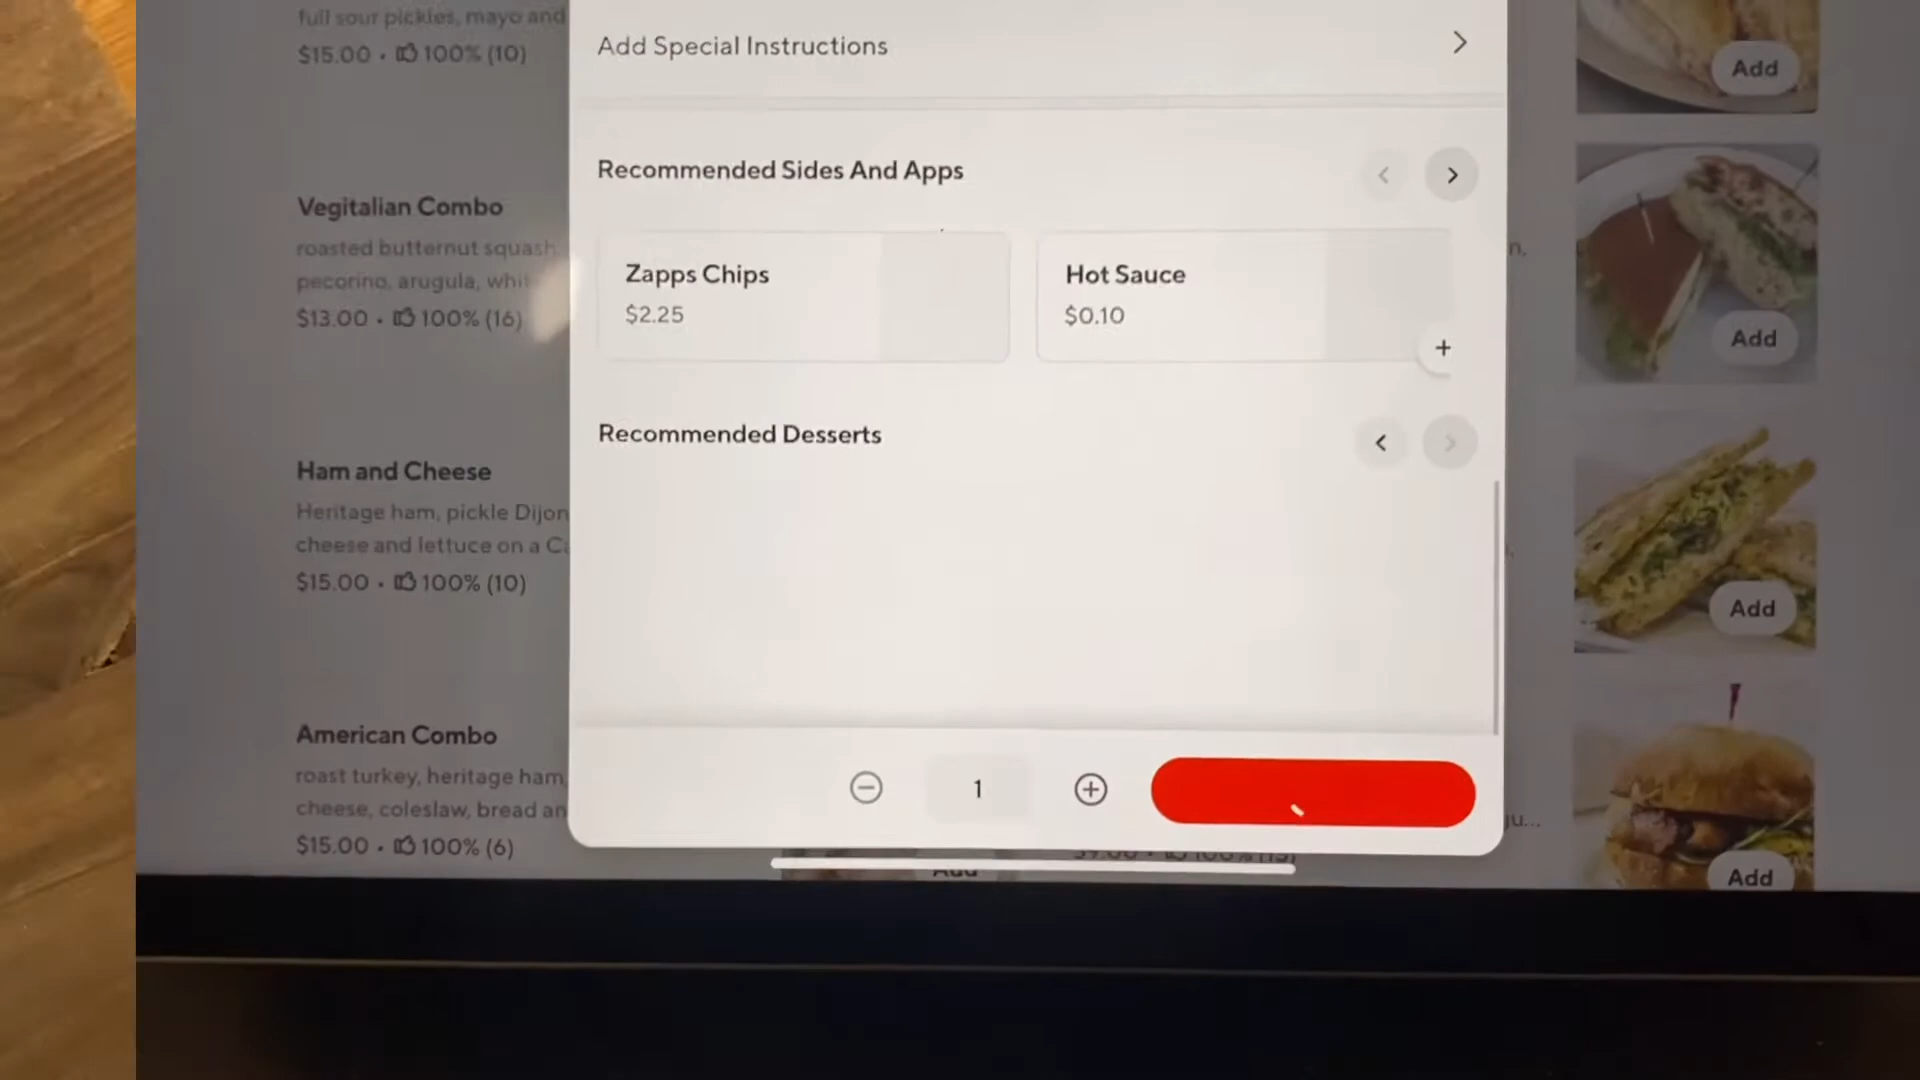 full sour pickles, mayo and
$15.00 • 100% (10)
Vegitalian Combo
roasted butternut squash
pecorino, arugula, whit
$13.00 • 100% (16)
Ham and Cheese
Heritage ham, pickle Dijon
cheese and lettuce on a
$15.00 • 100% (10)
American Combo
roast turkey, heritage ham,
cheese, coleslaw, bread an
$15.00 • 100% (6)
Add Special Instructions
Recommended Sides And Apps
Zapps Chips
$2.25
Hot Sauce
$0.10
+
Recommended Desserts
1
Add
Add
Add
Add
Add